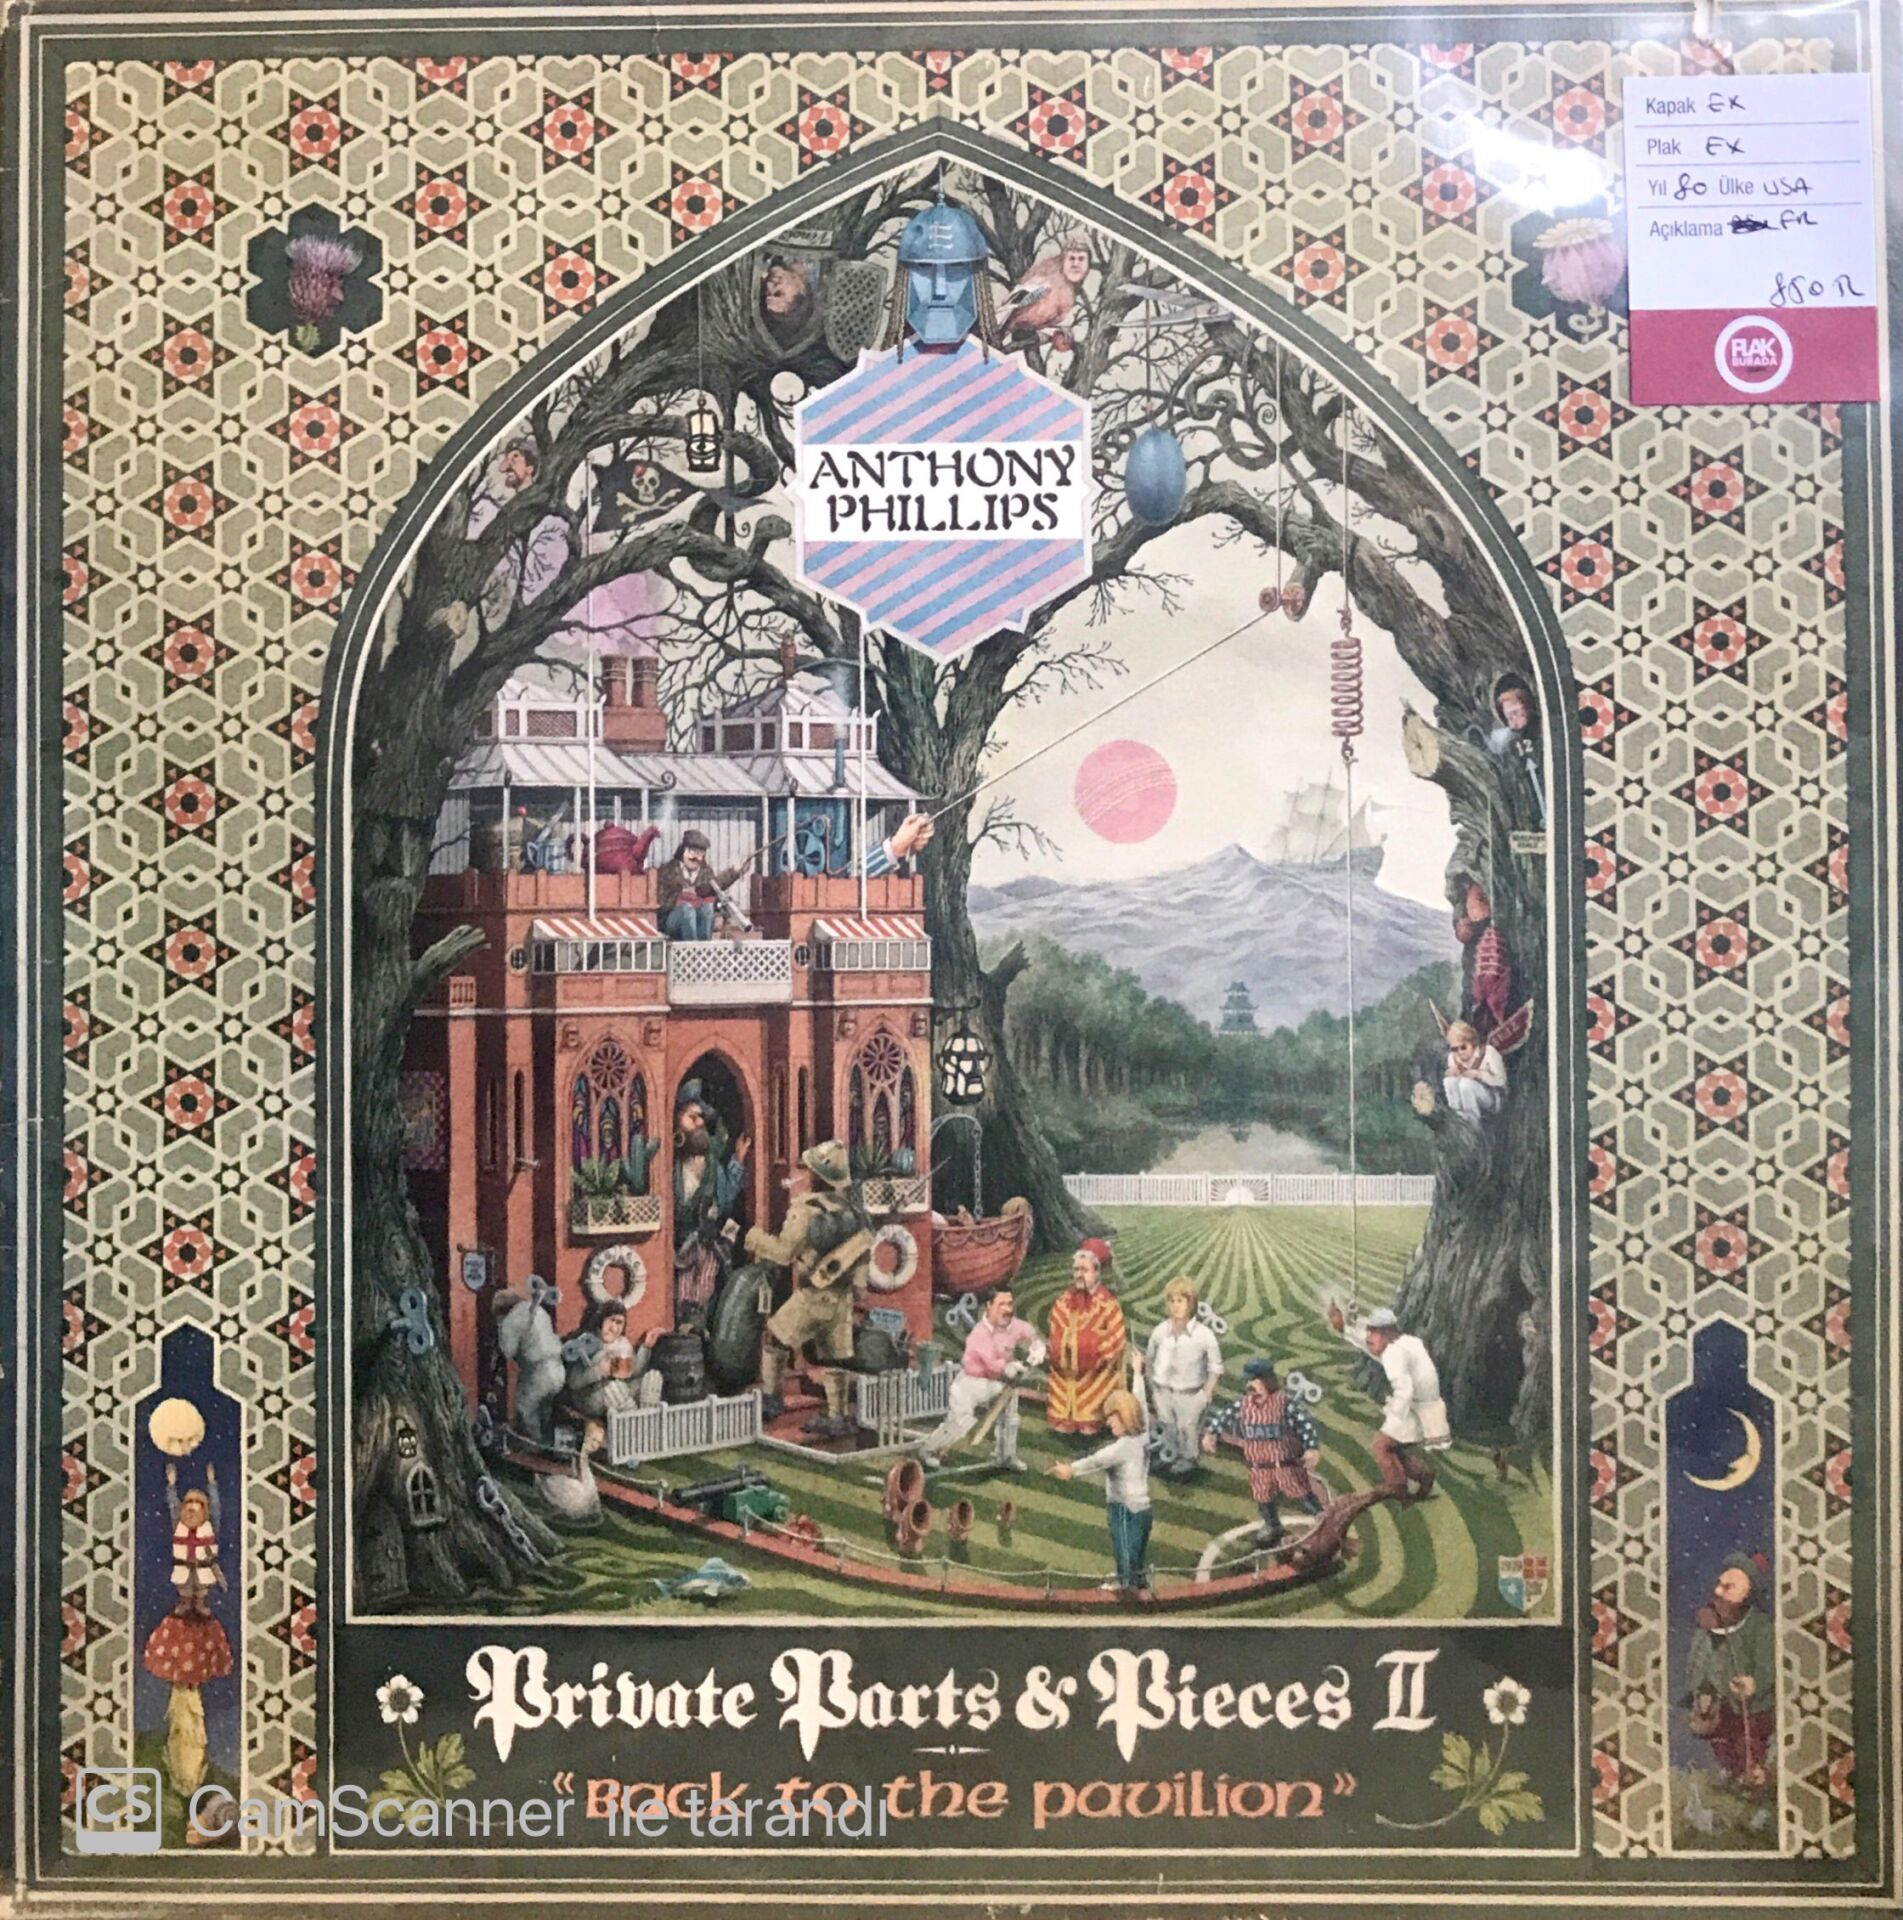 Kapak EX
Plak EX
Yıl 80 Ülke USA
Açıklama
PLAK
BURADA
ANTHONY
PHILLIPS
12
Private Parts & Pieces II
"Back to the pavilion"
CS CamScanner ile tarandı